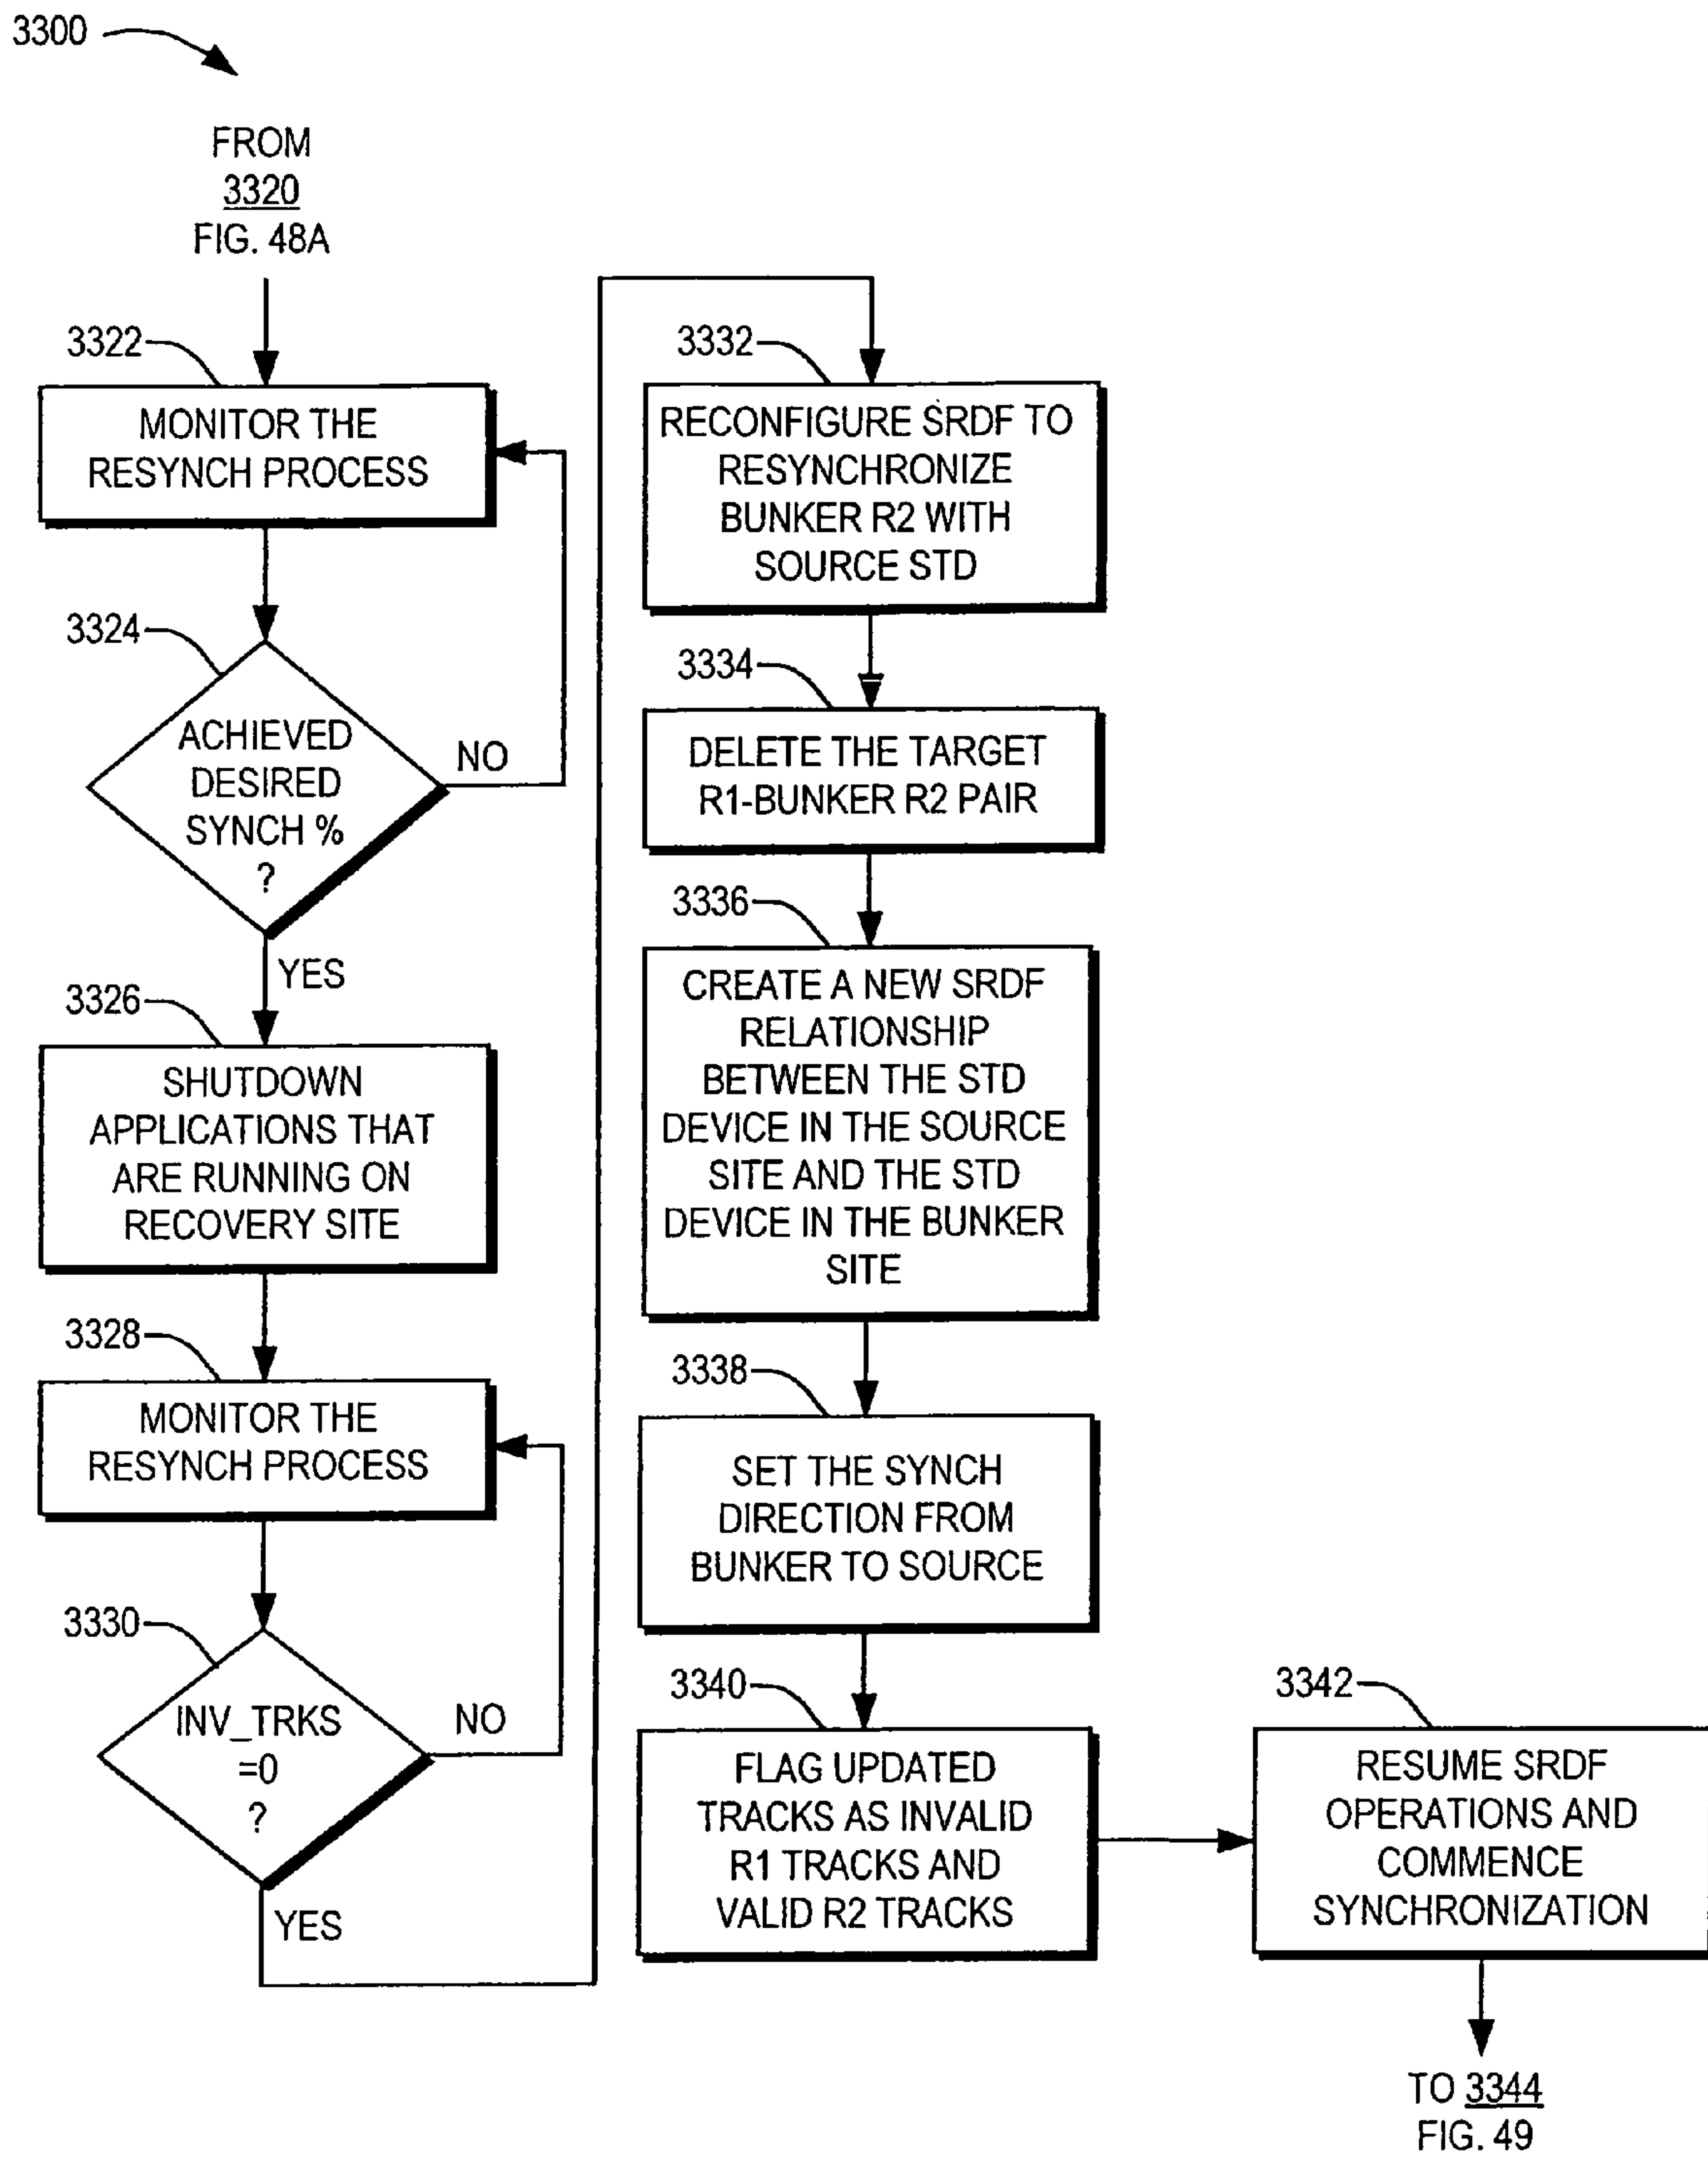 3300
FROM
3320
FIG. 48A
3322
MONITOR THE
RESYNCH PROCESS
3324
ACHIEVED
DESIRED
SYNCH %
?
NO
YES
3326
SHUTDOWN
APPLICATIONS THAT
ARE RUNNING ON
RECOVERY SITE
3328
MONITOR THE
RESYNCH PROCESS
3330
INV_TRKS
=0
?
NO
YES
3332
RECONFIGURE SRDF TO
RESYNCHRONIZE
BUNKER R2 WITH
SOURCE STD
3334
DELETE THE TARGET
R1-BUNKER R2 PAIR
3336
CREATE A NEW SRDF
RELATIONSHIP
BETWEEN THE STD
DEVICE IN THE SOURCE
SITE AND THE STD
DEVICE IN THE BUNKER
SITE
3338
SET THE SYNCH
DIRECTION FROM
BUNKER TO SOURCE
3340
FLAG UPDATED
TRACKS AS INVALID
R1 TRACKS AND
VALID R2 TRACKS
3342
RESUME SRDF
OPERATIONS AND
COMMENCE
SYNCHRONIZATION
TO 3344
FIG. 49